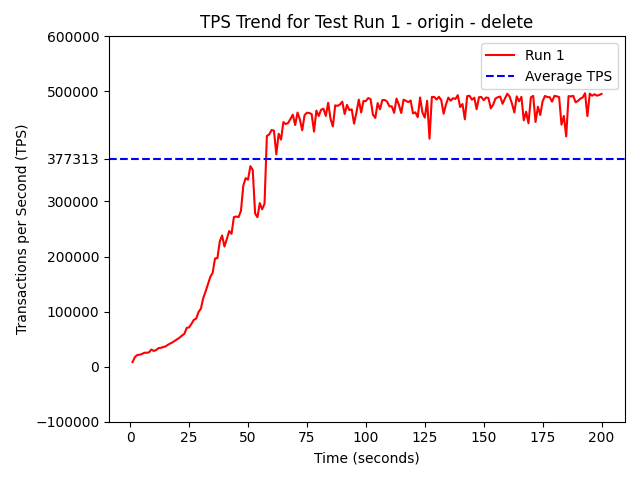 TPS Trend for Test Run 1 - origin - delete
Run 1
Average TPS
Transactions per Second (TPS)
600000
500000
377313
300000
200000
100000
0
−100000
0 25 50 75 100 125 150 175 200
Time (seconds)